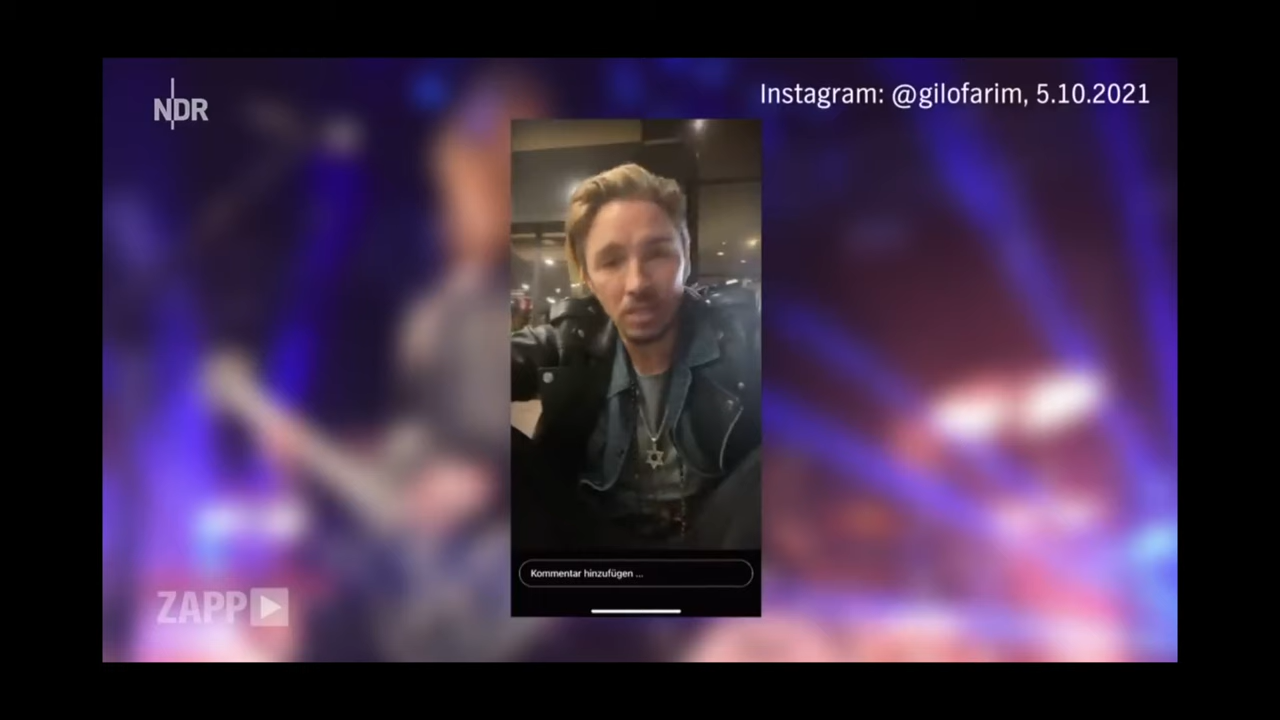 NDR
Instagram: @gilofarim, 5.10.2021
Kommentar hinzufügen ...
ZAPP